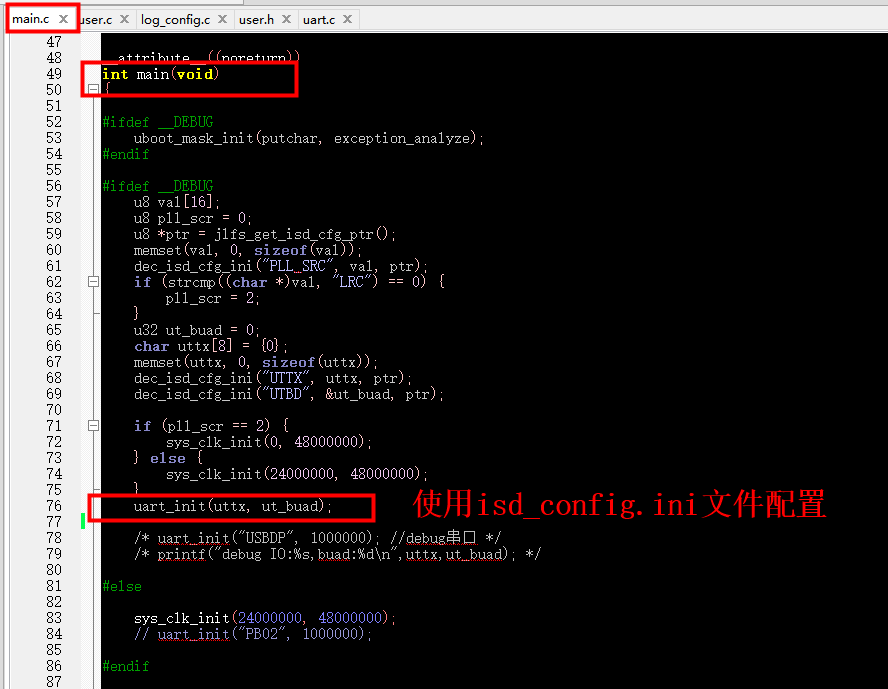 main.c user.c log_config.c user.h uart.c
47
48 __attribute__((noreturn))
49 int main(void)
50 {
51
52 #ifdef __DEBUG
53 uboot_mask_init(putchar, exception_analyze);
54 #endif
55
56 #ifdef __DEBUG
57 u8 val[16];
58 u8 pll_scr = 0;
59 u8 *ptr = jlfs_get_isd_cfg_ptr();
60 memset(val, 0, sizeof(val));
61 dec_isd_cfg_ini("PLL_SRC", val, ptr);
62 if (strcmp((char *)val, "LRC") == 0) {
63 pll_scr = 2;
64 }
65 u32 ut_buad = 0;
66 char uttx[8] = {0};
67 memset(uttx, 0, sizeof(uttx));
68 dec_isd_cfg_ini("UTTX", uttx, ptr);
69 dec_isd_cfg_ini("UTBD", &ut_buad, ptr);
70
71 if (pll_scr == 2) {
72 sys_clk_init(0, 48000000);
73 } else {
74 sys_clk_init(24000000, 48000000);
75 }
76 uart_init(uttx, ut_buad); 使用isd_config.ini文件配置
77
78 /* uart_init("USBDP", 1000000); //debug串口 */
79 /* printf("debug IO:%s,buad:%d\n",uttx,ut_buad); */
80
81 #else
82
83 sys_clk_init(24000000, 48000000);
84 // uart_init("PB02", 1000000);
85
86 #endif
87